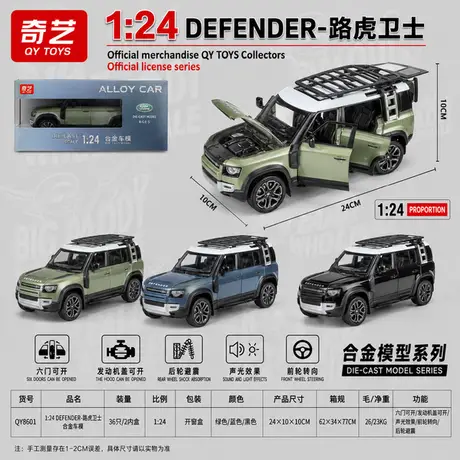 奇艺
QY TOYS
1:24 DEFENDER-路虎卫士
Official merchandise QY TOYS Collectors
Official license series
奇艺
ALLOY CAR
DIE-CAST MODEL
1:24
合金车模
10CM
10CM
24CM
1:24 PROPORTION
六门可开
SIX DOORS CAN BE OPENED
发动机盖可开
THE HOOD CAN BE OPENED
后轮避震
REAR WHEEL SHOCK ABSORPTION
声光效果
SOUND AND LIGHT EFFECTS
前轮转向
FRONT WHEEL STEERING
合金模型系列
DIE-CAST MODEL SERIES
货号 品名 装量 比例 包装 颜色 产品尺寸 箱规 毛/净重 功能
QY8601 1:24 DEFENDER-路虎卫士 合金车模 36只/2内盒 1:24 开窗盒 绿色/蓝色/黑色 24×10×10CM 62×34×77CM 26/23KG 六门可开/发动机盖可开/声光效果/前轮转向/后轮避震
注：手工测量存在1-2CM误差，具体尺寸请以实物为准。